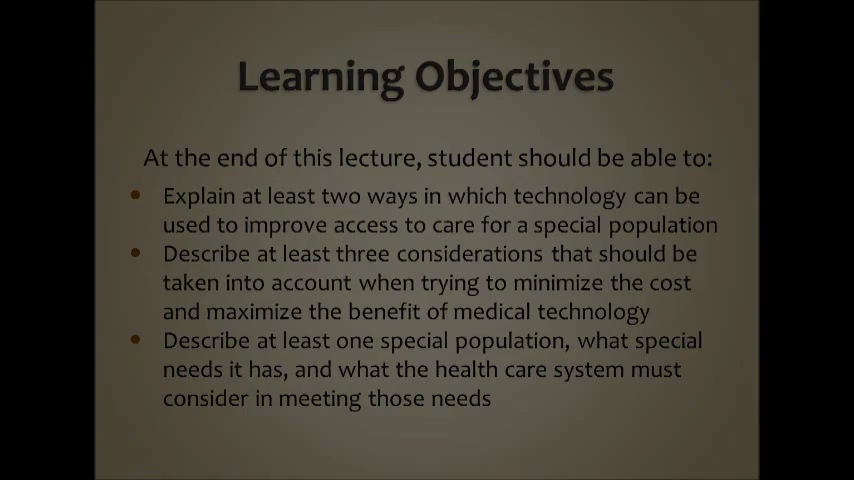 Learning Objectives
At the end of this lecture, student should be able to:
• Explain at least two ways in which technology can be
used to improve access to care for a special population
• Describe at least three considerations that should be
taken into account when trying to minimize the cost
and maximize the benefit of medical technology
• Describe at least one special population, what special
needs it has, and what the health care system must
consider in meeting those needs